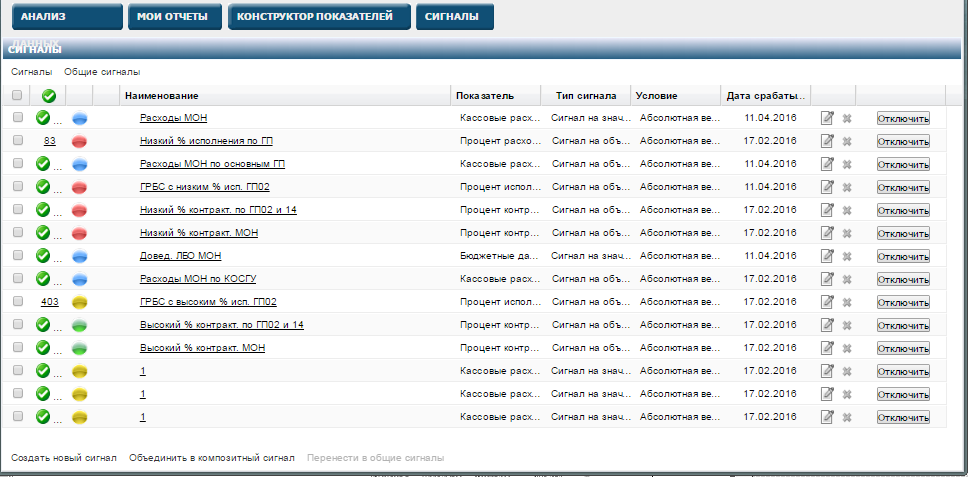 АНАЛИЗ ДАННЫХ
МОИ ОТЧЕТЫ
КОНСТРУКТОР ПОКАЗАТЕЛЕЙ
СИГНАЛЫ
СИГНАЛЫ
Сигналы Общие сигналы
Наименование Показатель Тип сигнала Условие Дата срабаты...
... Расходы МОН Кассовые расх... Сигнал на знач... Абсолютная ве... 11.04.2016 Отключить
83 Низкий % исполнения по ГП Процент расхо... Сигнал на объ... Абсолютная ве... 17.02.2016 Отключить
... Расходы МОН по основным ГП Кассовые расх... Сигнал на объ... Абсолютная ве... 11.04.2016 Отключить
... ГРБС с низким % исп. ГП02 Процент испол... Сигнал на объ... Абсолютная ве... 11.04.2016 Отключить
... Низкий % контракт. по ГП02 и 14 Процент контр... Сигнал на объ... Абсолютная ве... 17.02.2016 Отключить
... Низкий % контракт. МОН Процент контр... Сигнал на объ... Абсолютная ве... 17.02.2016 Отключить
... Довед. ЛБО МОН Бюджетные да... Сигнал на знач... Абсолютная ве... 11.04.2016 Отключить
... Расходы МОН по КОСГУ Кассовые расх... Сигнал на объ... Абсолютная ве... 17.02.2016 Отключить
403 ГРБС с высоким % исп. ГП02 Процент испол... Сигнал на объ... Абсолютная ве... 17.02.2016 Отключить
... Высокий % контракт. по ГП02 и 14 Процент контр... Сигнал на объ... Абсолютная ве... 17.02.2016 Отключить
... Высокий % контракт. МОН Процент контр... Сигнал на объ... Абсолютная ве... 17.02.2016 Отключить
... 1 Кассовые расх... Сигнал на знач... Абсолютная ве... 17.02.2016 Отключить
... 1 Кассовые расх... Сигнал на знач... Абсолютная ве... 17.02.2016 Отключить
... 1 Кассовые расх... Сигнал на знач... Абсолютная ве... 17.02.2016 Отключить
Создать новый сигнал Объединить в композитный сигнал Перенести в общие сигналы